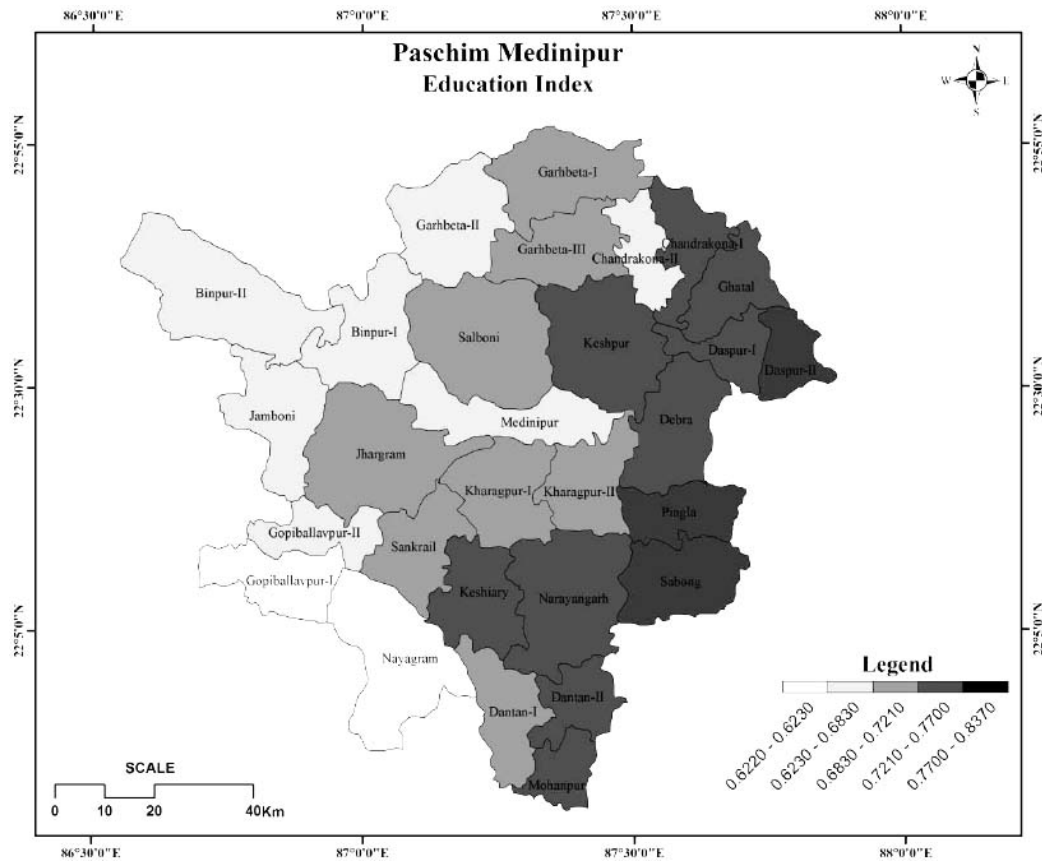 86°30'0"E
87°0'0"E
87°30'0"E
88°0'0"E
Paschim Medinipur
Education Index
N
W
E
S
22°55'0"N
22°55'0"N
Garhbeta-I
Garhbeta-II
Garhbeta-III
Chandrakona-I
Chandrakona-II
Ghatal
Binpur-II
Binpur-I
Salboni
Keshpur
Daspur-I
Daspur-II
22°30'0"N
22°30'0"N
Jamboni
Medinipur
Debra
Jhargram
Kharagpur-I
Kharagpur-II
Pingla
Gopiballavpur-II
Sankrail
Gopiballavpur-I
Keshiary
Narayangarh
Sabong
22°5'0"N
22°5'0"N
Nayagram
Dantan-I
Dantan-II
Mohanpur
Legend
0.6220 - 0.6230
0.6230 - 0.6830
0.6830 - 0.7210
0.7210 - 0.7700
0.7700 - 0.8370
SCALE
0 10 20 40Km
86°30'0"E
87°0'0"E
87°30'0"E
88°0'0"E